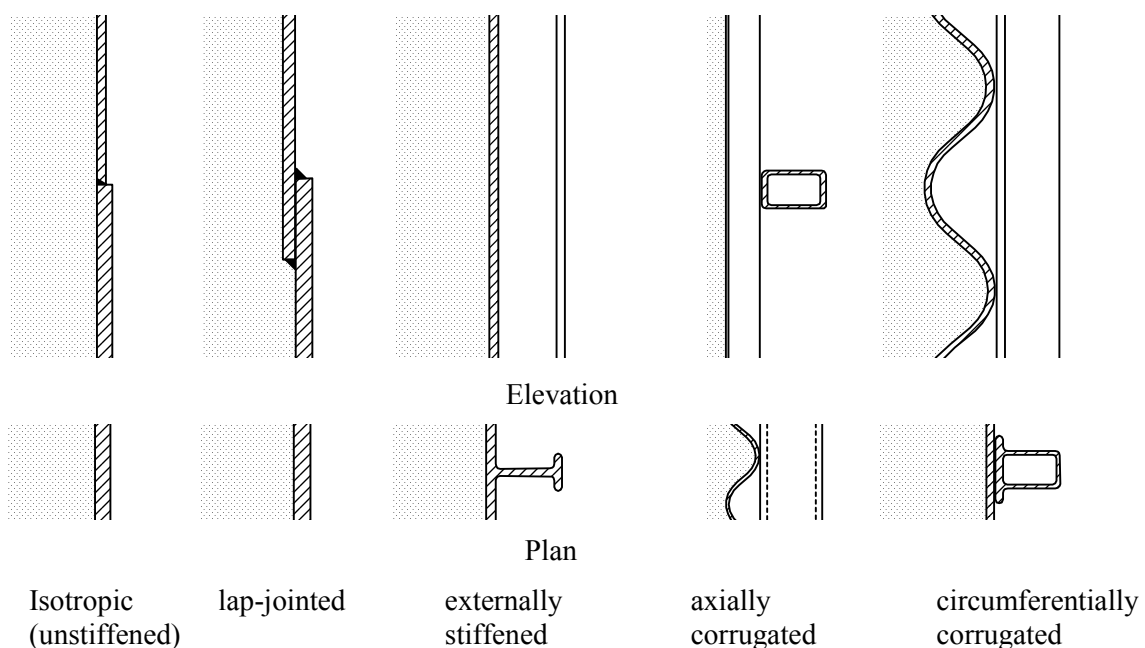 Elevation
Plan
Isotropic
(unstiffened)
lap-jointed
externally
stiffened
axially
corrugated
circumferentially
corrugated